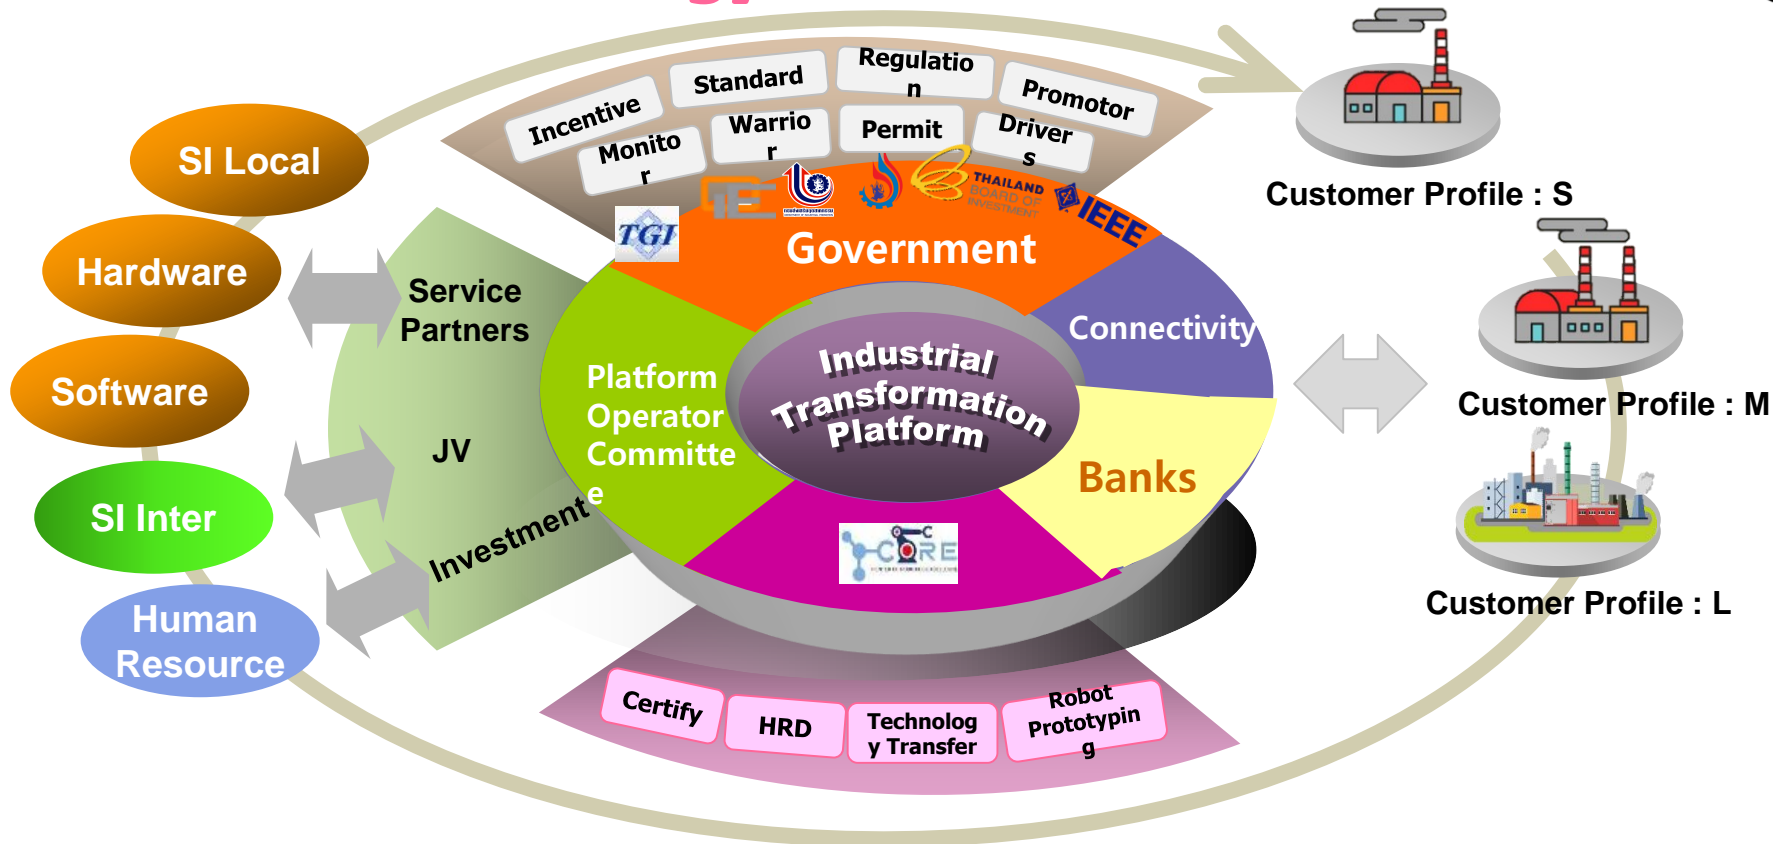 Incentive
Standard
Regulatio
n
Promotor
Monito
r
Warrio
r
Permit
Driver
s
SI Local
Hardware
Software
SI Inter
Human
Resource
Service
Partners
JV
Investment
TGI
OIE
THAILAND
BOARD OF
INVESTMENT
IEEE
Government
Connectivity
Platform
Operator
Committe
e
Industrial
Transformation
Platform
Banks
CORE
Certify
HRD
Technolog
y Transfer
Robot
Prototypin
g
Customer Profile : S
Customer Profile : M
Customer Profile : L